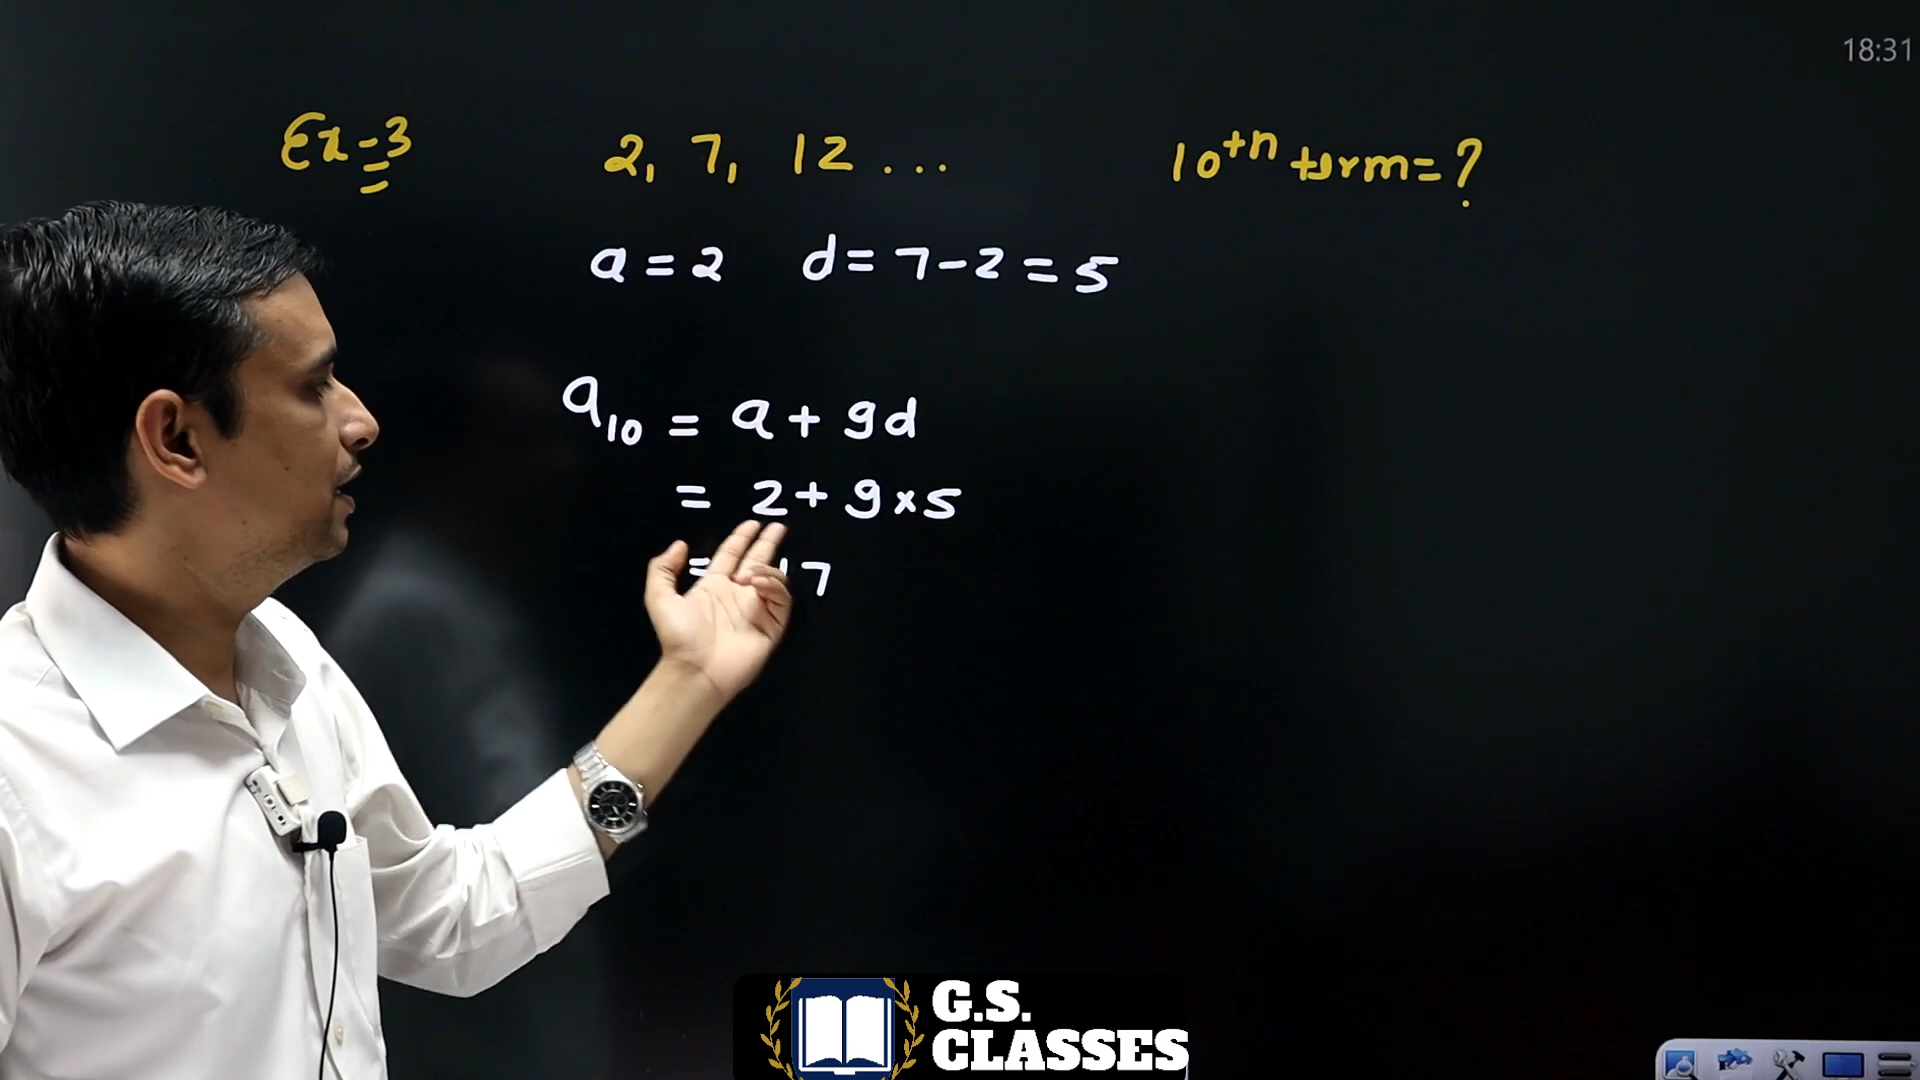 18:31
Ex-3 2, 7, 12 ... 10th term = ?
a = 2 d = 7-2 = 5
a10 = a + 9d
= 2 + 9×5
= 7
G.S.
CLASSES